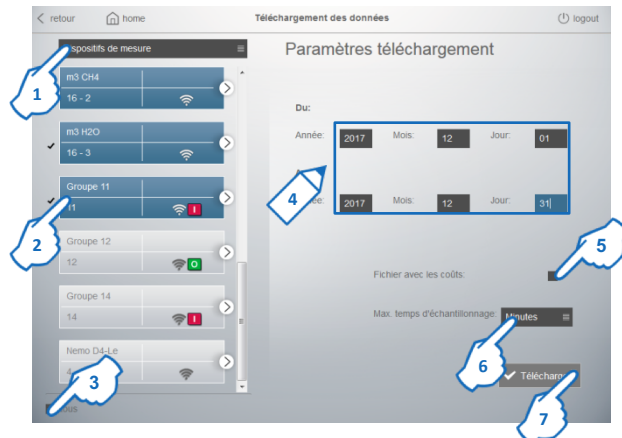 retour
home
Téléchargement des données
logout
spositifs de mesure
Paramètres téléchargement
m3 CH4
16 - 2
1
Du:
m3 H2O
16 - 3
Année:
2017
Mois:
12
Jour:
01
4
Groupe 11
11
I
2017
Mois:
12
Jour:
31
2
Groupe 12
12
O
5
Fichier avec les coûts:
Groupe 14
14
I
Max. temps d'échantillonnage:
Minutes
Nemo D4-Le
3
6
Télécharg
7